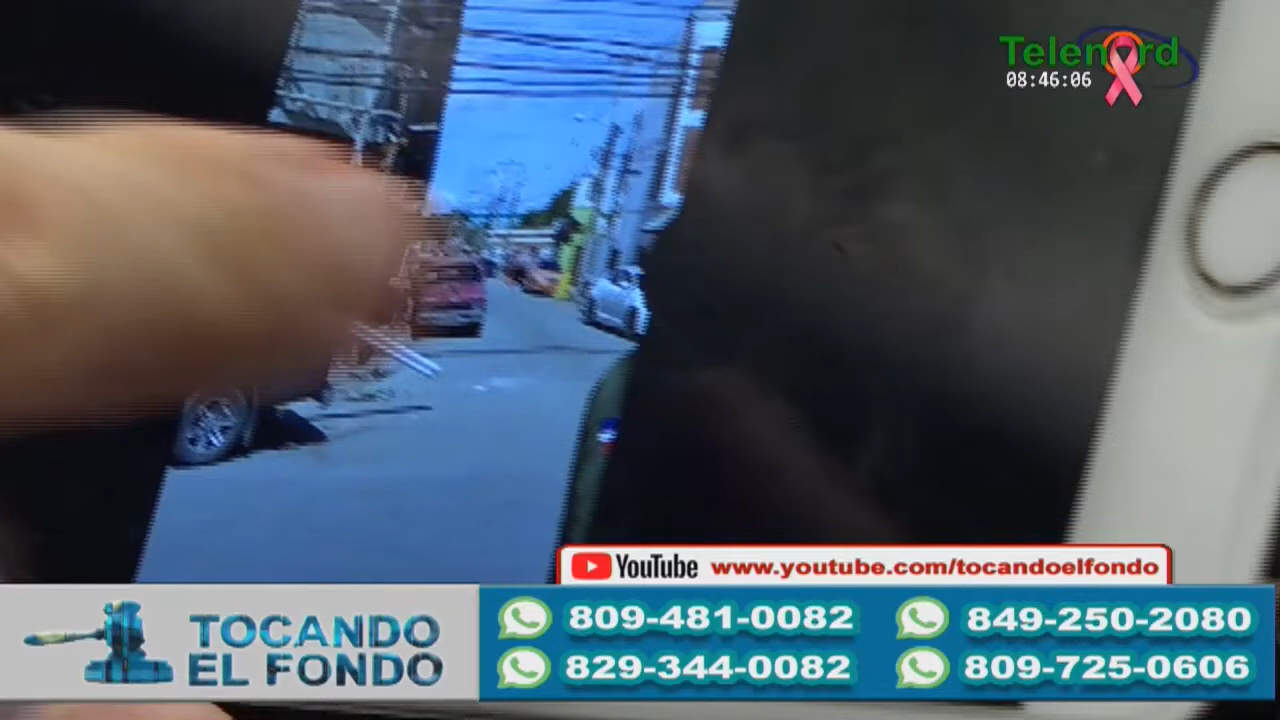 Telenord
08:46:06
YouTube www.youtube.com/tocandoelfondo
TOCANDO
EL FONDO
809-481-0082
849-250-2080
829-344-0082
809-725-0606